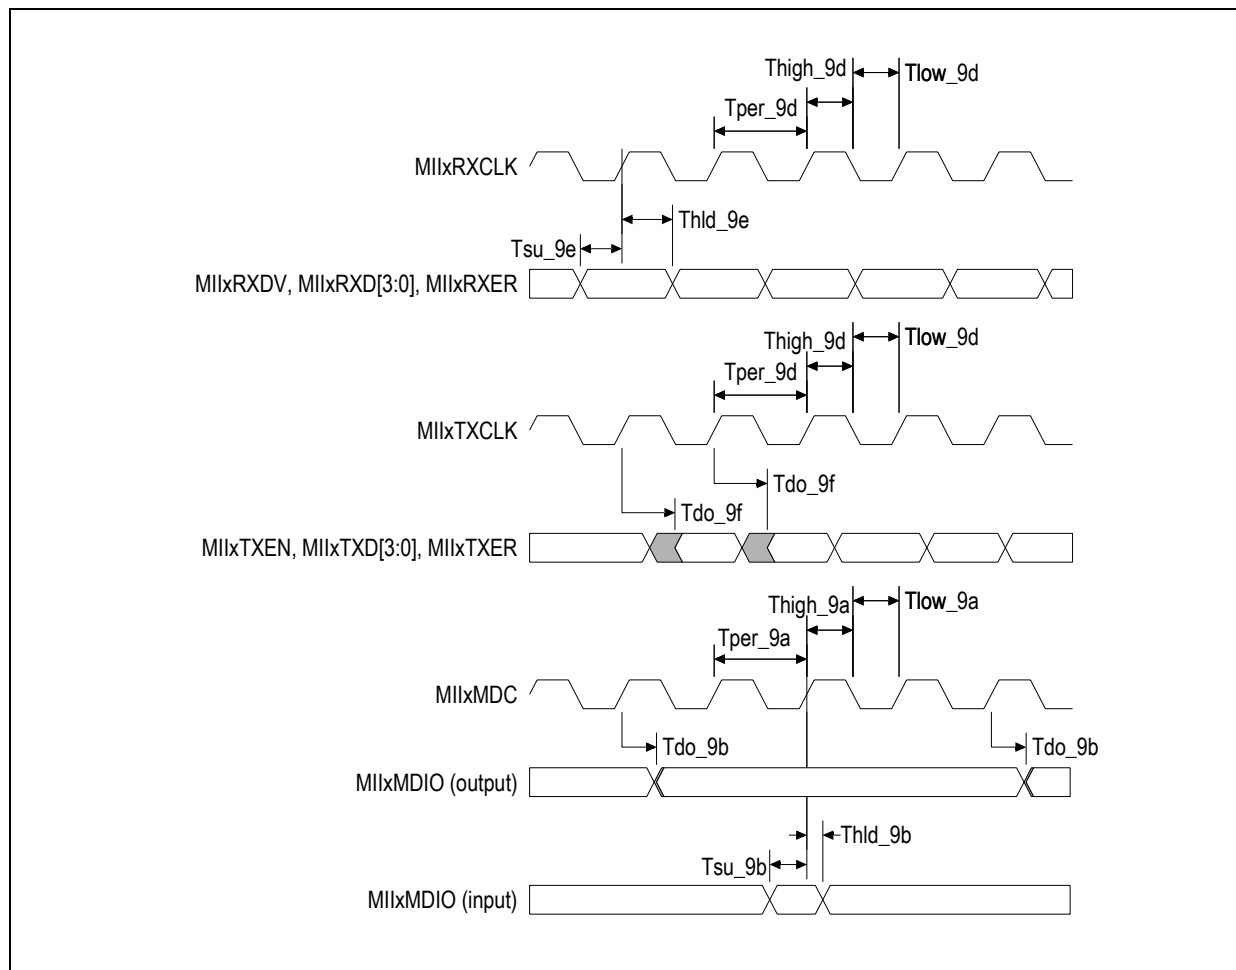 Thigh_9d
Tlow_9d
Tper_9d
MIIxRXCLK
Thld_9e
Tsu_9e
MIIxRXDV, MIIxRXD[3:0], MIIxRXER
Thigh_9d
Tlow_9d
Tper_9d
MIIxTXCLK
Tdo_9f
Tdo_9f
MIIxTXEN, MIIxTXD[3:0], MIIxTXER
Thigh_9a
Tlow_9a
Tper_9a
MIIxMDC
Tdo_9b
Tdo_9b
MIIxMDIO (output)
Thld_9b
Tsu_9b
MIIxMDIO (input)